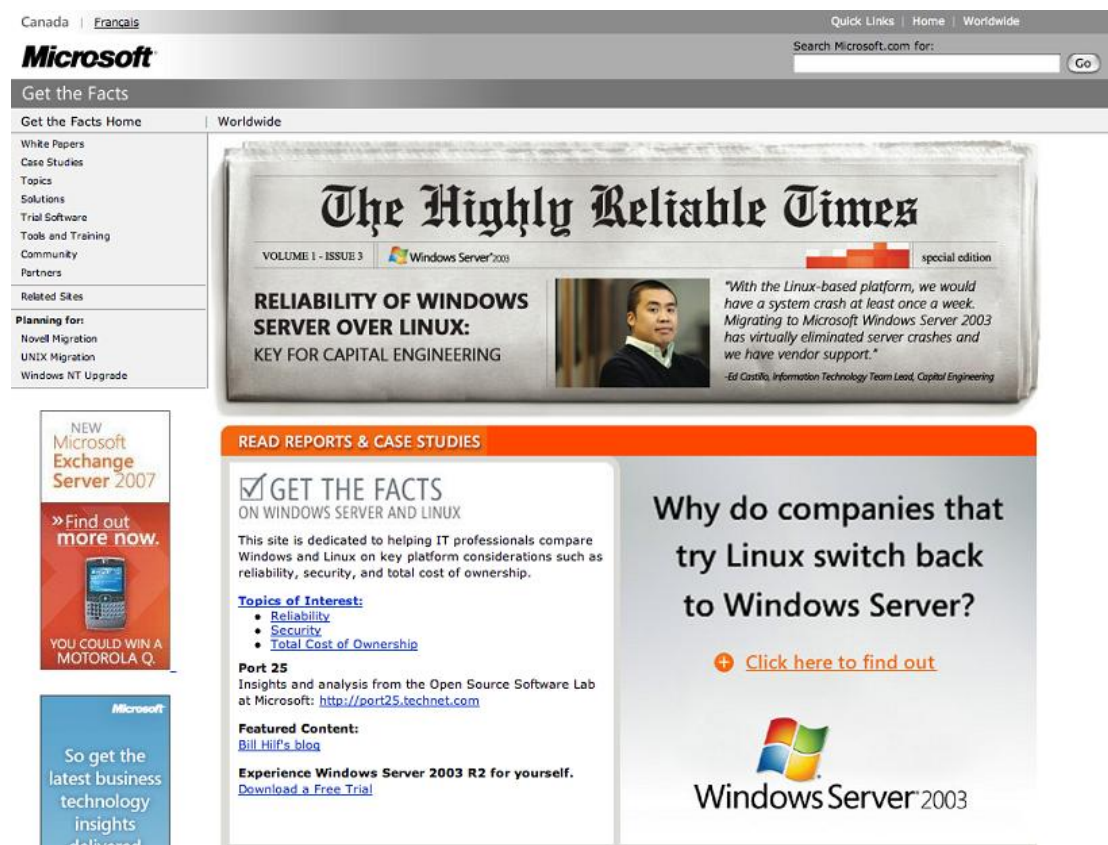 Canada | Français
Quick Links | Home | Worldwide
Microsoft
Search Microsoft.com for:
Go
Get the Facts
Get the Facts Home | Worldwide
White Papers
Case Studies
Topics
Solutions
Trial Software
Tools and Training
Community
Partners
Related Sites
Planning for:
Novell Migration
UNIX Migration
Windows NT Upgrade
The Highly Reliable Times
VOLUME 1 - ISSUE 3
Windows Server 2003
special edition
RELIABILITY OF WINDOWS
SERVER OVER LINUX:
KEY FOR CAPITAL ENGINEERING
"With the Linux-based platform, we would
have a system crash at least once a week.
Migrating to Microsoft Windows Server 2003
has virtually eliminated server crashes and
we have vendor support."
-Ed Castillo, Information Technology Team Lead, Capitol Engineering
NEW
Microsoft
Exchange
Server 2007
»Find out
more now.
YOU COULD WIN A
MOTOROLA Q.
Microsoft
So get the
latest business
technology
insights
delivered
READ REPORTS & CASE STUDIES
GET THE FACTS
ON WINDOWS SERVER AND LINUX
This site is dedicated to helping IT professionals compare
Windows and Linux on key platform considerations such as
reliability, security, and total cost of ownership.
Topics of Interest:
• Reliability
• Security
• Total Cost of Ownership
Port 25
Insights and analysis from the Open Source Software Lab
at Microsoft: http://port25.technet.com
Featured Content:
Bill Hilf's blog
Experience Windows Server 2003 R2 for yourself.
Download a Free Trial
Why do companies that
try Linux switch back
to Windows Server?
Click here to find out
Windows Server 2003